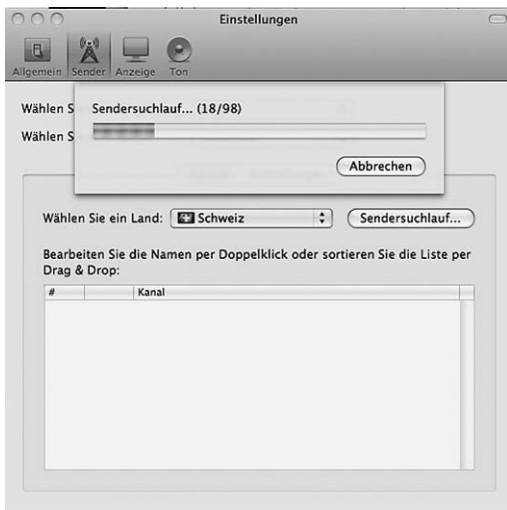 Einstellungen
Allgemein Sender Anzeige Ton
Wählen S
Sendersuchlauf... (18/98)
Wählen S
Abbrechen
Wählen Sie ein Land: Schweiz Sendersuchlauf...
Bearbeiten Sie die Namen per Doppelklick oder sortieren Sie die Liste per
Drag & Drop:
# Kanal